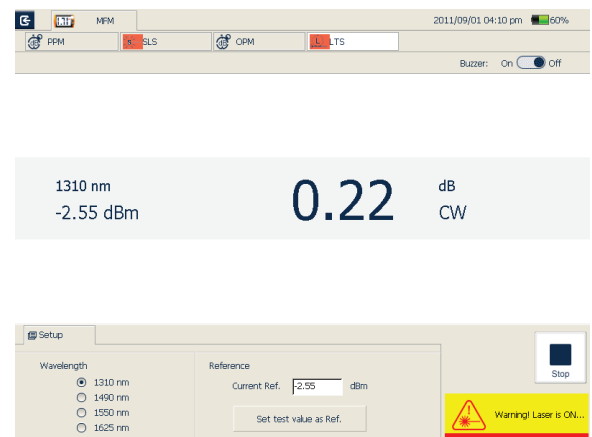 MFM 2011/09/01 04:10 pm 60%
PPM S SLS OPM L LTS
Buzzer: On Off
1310 nm 0.22 dB
-2.55 dBm CW
Setup
Wavelength Reference
1310 nm Current Ref. -2.55 dBm Stop
1490 nm
1550 nm Set test value as Ref. Warning! Laser is ON...
1625 nm